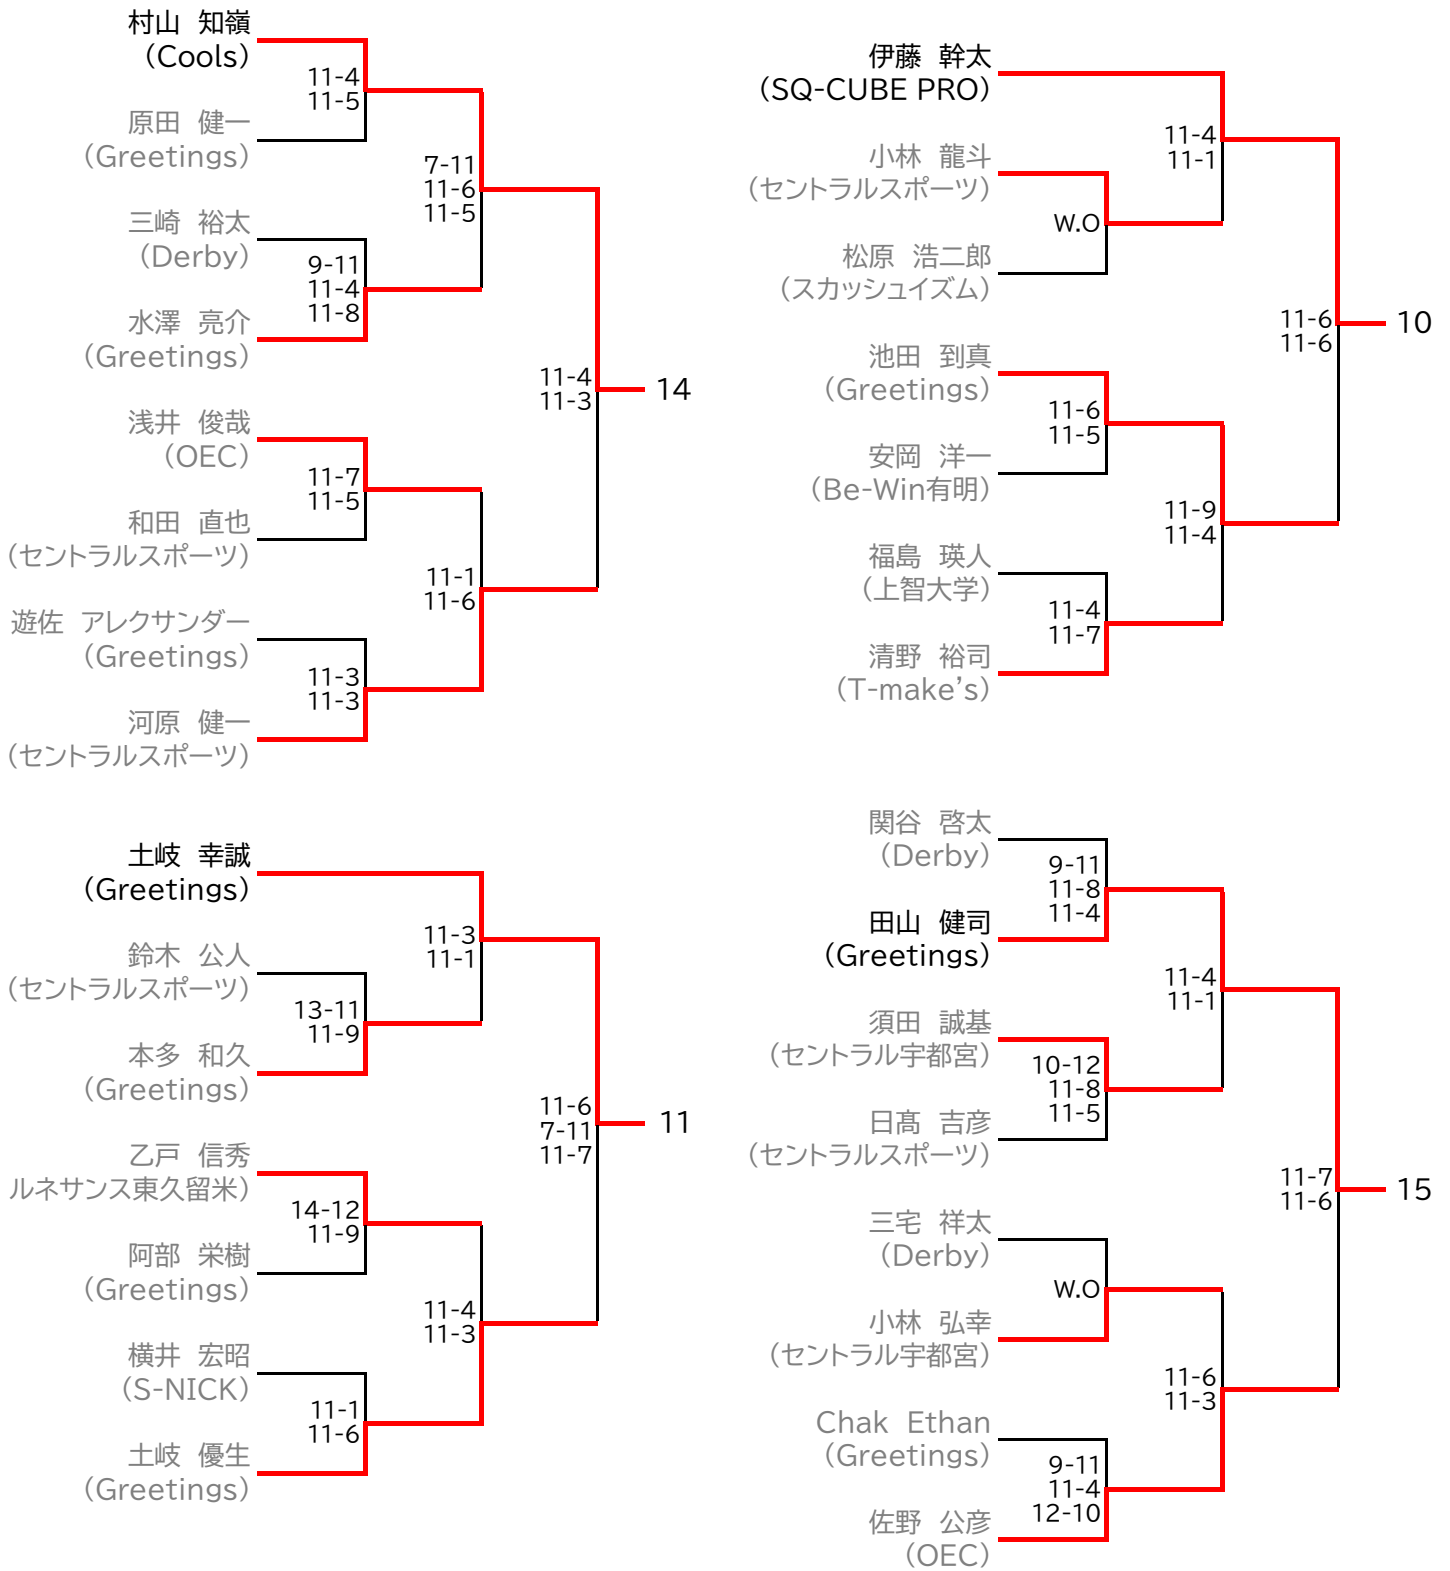 村山 知嶺
(Cools)
11-4
11-5
原田 健一
(Greetings)
7-11
11-6
11-5
三崎 裕太
(Derby)
9-11
11-4
11-8
水澤 亮介
(Greetings)
11-4
11-3
14
浅井 俊哉
(OEC)
11-7
11-5
和田 直也
(セントラルスポーツ)
11-1
11-6
遊佐 アレクサンダー
(Greetings)
11-3
11-3
河原 健一
(セントラルスポーツ)
伊藤 幹太
(SQ-CUBE PRO)
11-4
11-1
小林 龍斗
(セントラルスポーツ)
W.O
松原 浩二郎
(スカッシュイズム)
11-6
11-6
10
池田 到真
(Greetings)
11-6
11-5
安岡 洋一
(Be-Win有明)
11-9
11-4
福島 瑛人
(上智大学)
11-4
11-7
清野 裕司
(T-make's)
土岐 幸誠
(Greetings)
11-3
11-1
鈴木 公人
(セントラルスポーツ)
13-11
11-9
本多 和久
(Greetings)
11-6
7-11
11-7
11
乙戸 信秀
ルネサンス東久留米)
14-12
11-9
阿部 栄樹
(Greetings)
11-4
11-3
横井 宏昭
(S-NICK)
11-1
11-6
土岐 優生
(Greetings)
関谷 啓太
(Derby)
9-11
11-8
11-4
田山 健司
(Greetings)
11-4
11-1
須田 誠基
(セントラル宇都宮)
10-12
11-8
11-5
日髙 吉彦
(セントラルスポーツ)
11-7
11-6
15
三宅 祥太
(Derby)
W.O
小林 弘幸
(セントラル宇都宮)
11-6
11-3
Chak Ethan
(Greetings)
9-11
11-4
12-10
佐野 公彦
(OEC)